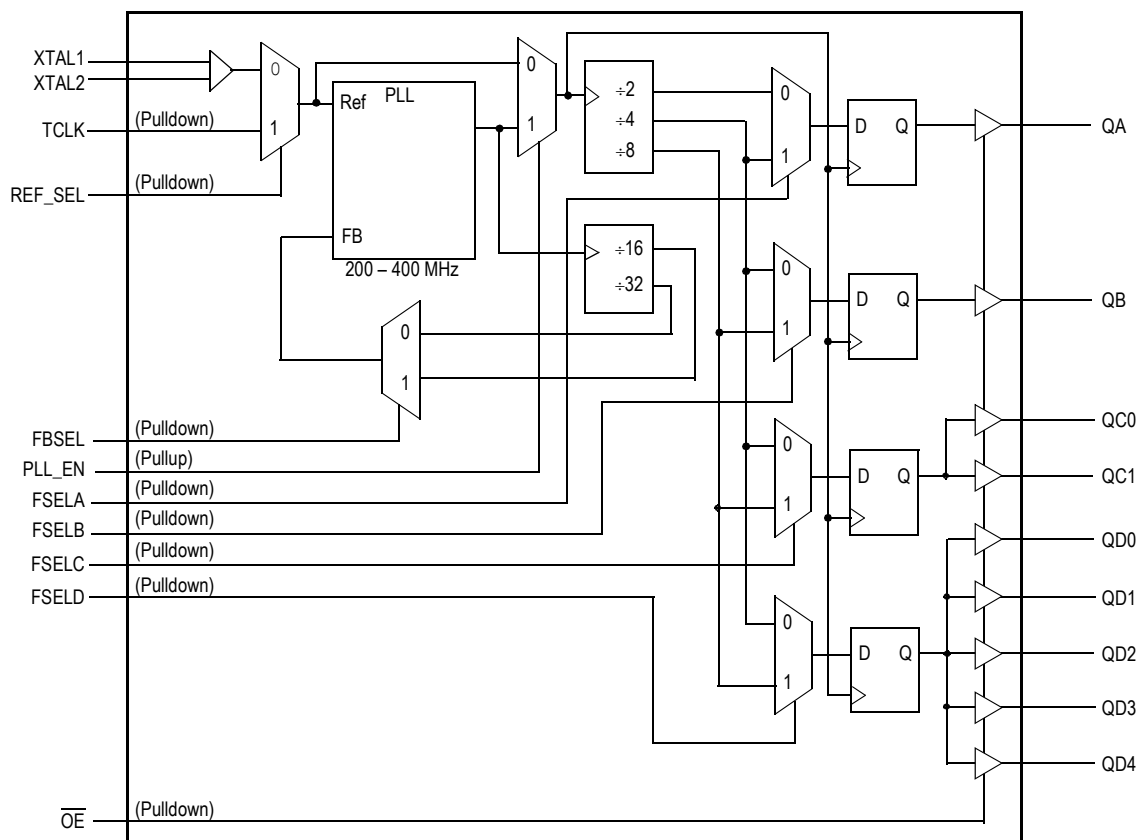 XTAL1
XTAL2
TCLK (Pulldown)
REF_SEL (Pulldown)
0
1
Ref PLL
FB
200 – 400 MHz
0
1
÷2
÷4
÷8
÷16
÷32
0
1
0
1
D Q
QA
0
1
D Q
QB
0
1
D Q
QC0
QC1
0
1
D Q
QD0
QD1
QD2
QD3
QD4
FBSEL (Pulldown)
PLL_EN (Pullup)
FSELA (Pulldown)
FSELB (Pulldown)
FSELC (Pulldown)
FSELD (Pulldown)
OE (Pulldown)